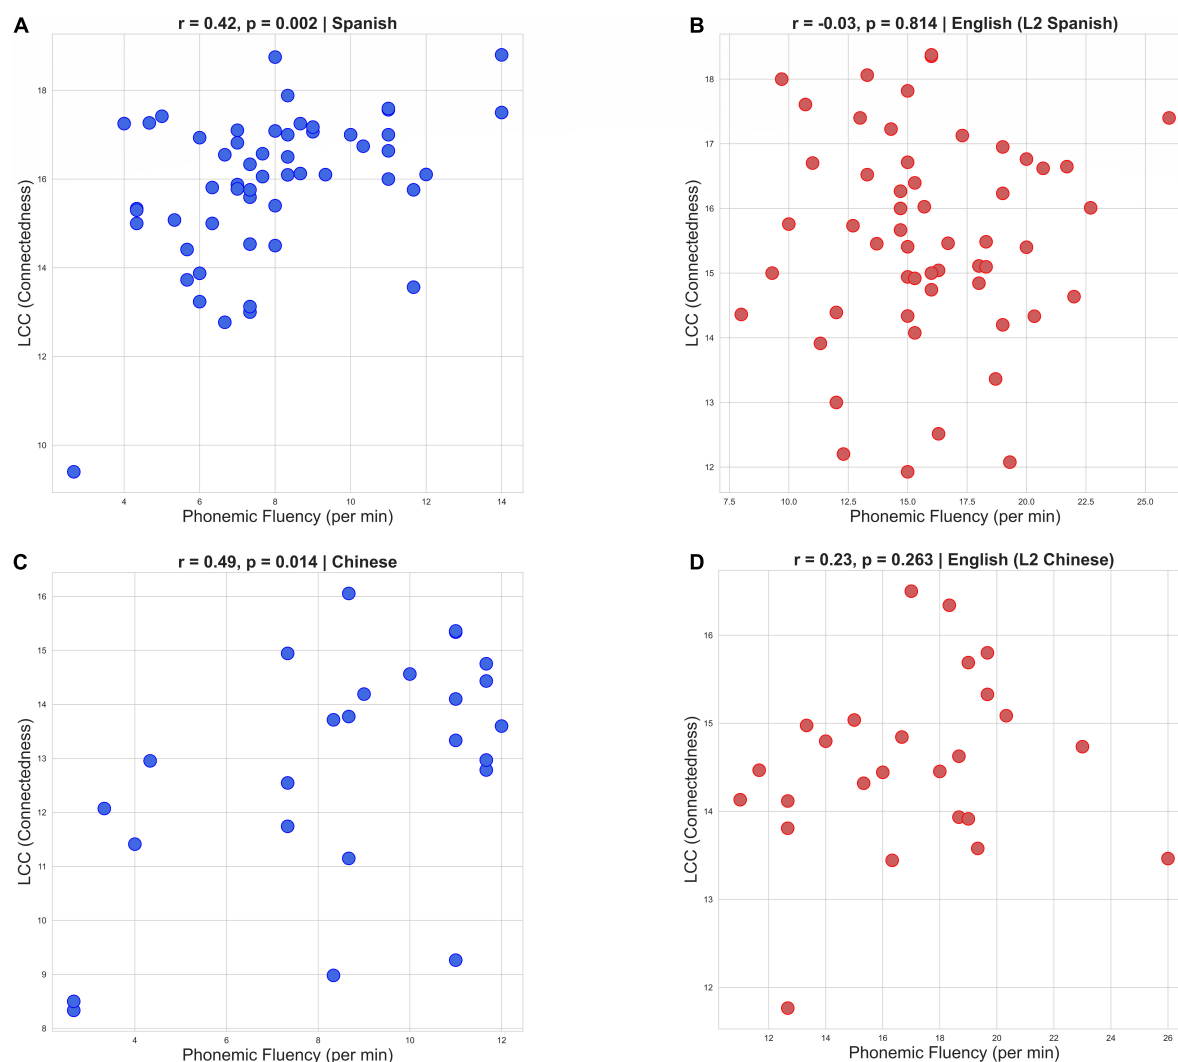 A
r = 0.42, p = 0.002 | Spanish
LCC (Connectedness)
18
16
14
12
10
4 6 8 10 12 14
Phonemic Fluency (per min)
B
r = -0.03, p = 0.814 | English (L2 Spanish)
LCC (Connectedness)
18
17
16
15
14
13
12
7.5 10.0 12.5 15.0 17.5 20.0 22.5 25.0
Phonemic Fluency (per min)
C
r = 0.49, p = 0.014 | Chinese
LCC (Connectedness)
16
15
14
13
12
11
10
9
8
4 6 8 10 12
Phonemic Fluency (per min)
D
r = 0.23, p = 0.263 | English (L2 Chinese)
LCC (Connectedness)
16
15
14
13
12
12 14 16 18 20 22 24 26
Phonemic Fluency (per min)